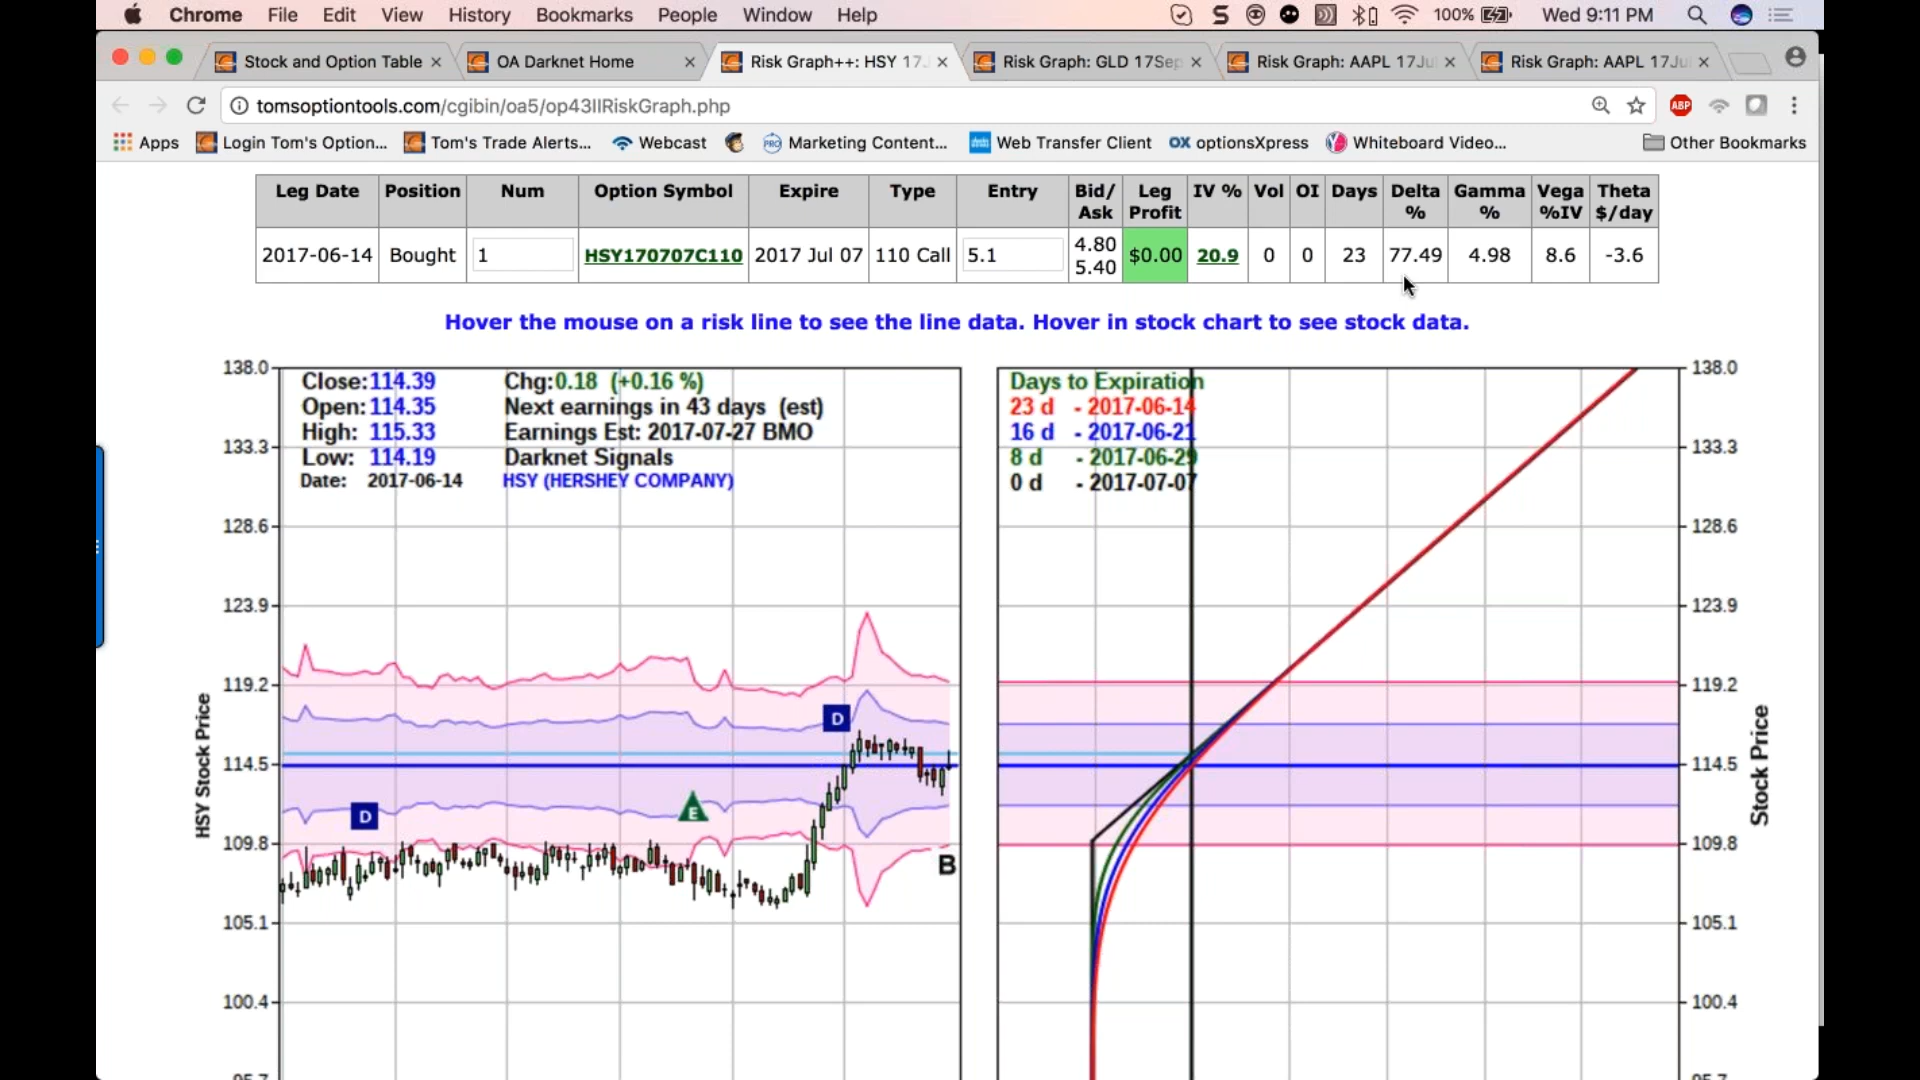 Chrome File Edit View History Bookmarks People Window Help 100% Wed 9:11 PM
Stock and Option Table OA Darknet Home Risk Graph++: HSY 17J Risk Graph: GLD 17Sep Risk Graph: AAPL 17Ju Risk Graph: AAPL 17Ju
tomsoptiontools.com/cgibin/oa5/op43IIRiskGraph.php ABP
Apps Login Tom's Option... Tom's Trade Alerts... Webcast PRO Marketing Content... Web Transfer Client OX optionsXpress Whiteboard Video... Other Bookmarks
Leg Date Position Num Option Symbol Expire Type Entry Bid/ Ask Leg Profit IV % Vol OI Days Delta % Gamma % Vega %IV Theta $/day
2017-06-14 Bought 1 HSY170707C110 2017 Jul 07 110 Call 5.1 4.80 5.40 $0.00 20.9 0 0 23 77.49 4.98 8.6 -3.6
Hover the mouse on a risk line to see the line data. Hover in stock chart to see stock data.
Close: 114.39 Chg: 0.18 (+0.16 %)
Open: 114.35 Next earnings in 43 days (est)
High: 115.33 Earnings Est: 2017-07-27 BMO
Low: 114.19 Darknet Signals
Date: 2017-06-14 HSY (HERSHEY COMPANY)
Days to Expiration
23 d - 2017-06-14
16 d - 2017-06-21
8 d - 2017-06-29
0 d - 2017-07-07
138.0
133.3
128.6
123.9
119.2
114.5
109.8
105.1
100.4
95.7
HSY Stock Price
D
D
E
B
138.0
133.3
128.6
123.9
119.2
114.5
109.8
105.1
100.4
95.7
Stock Price